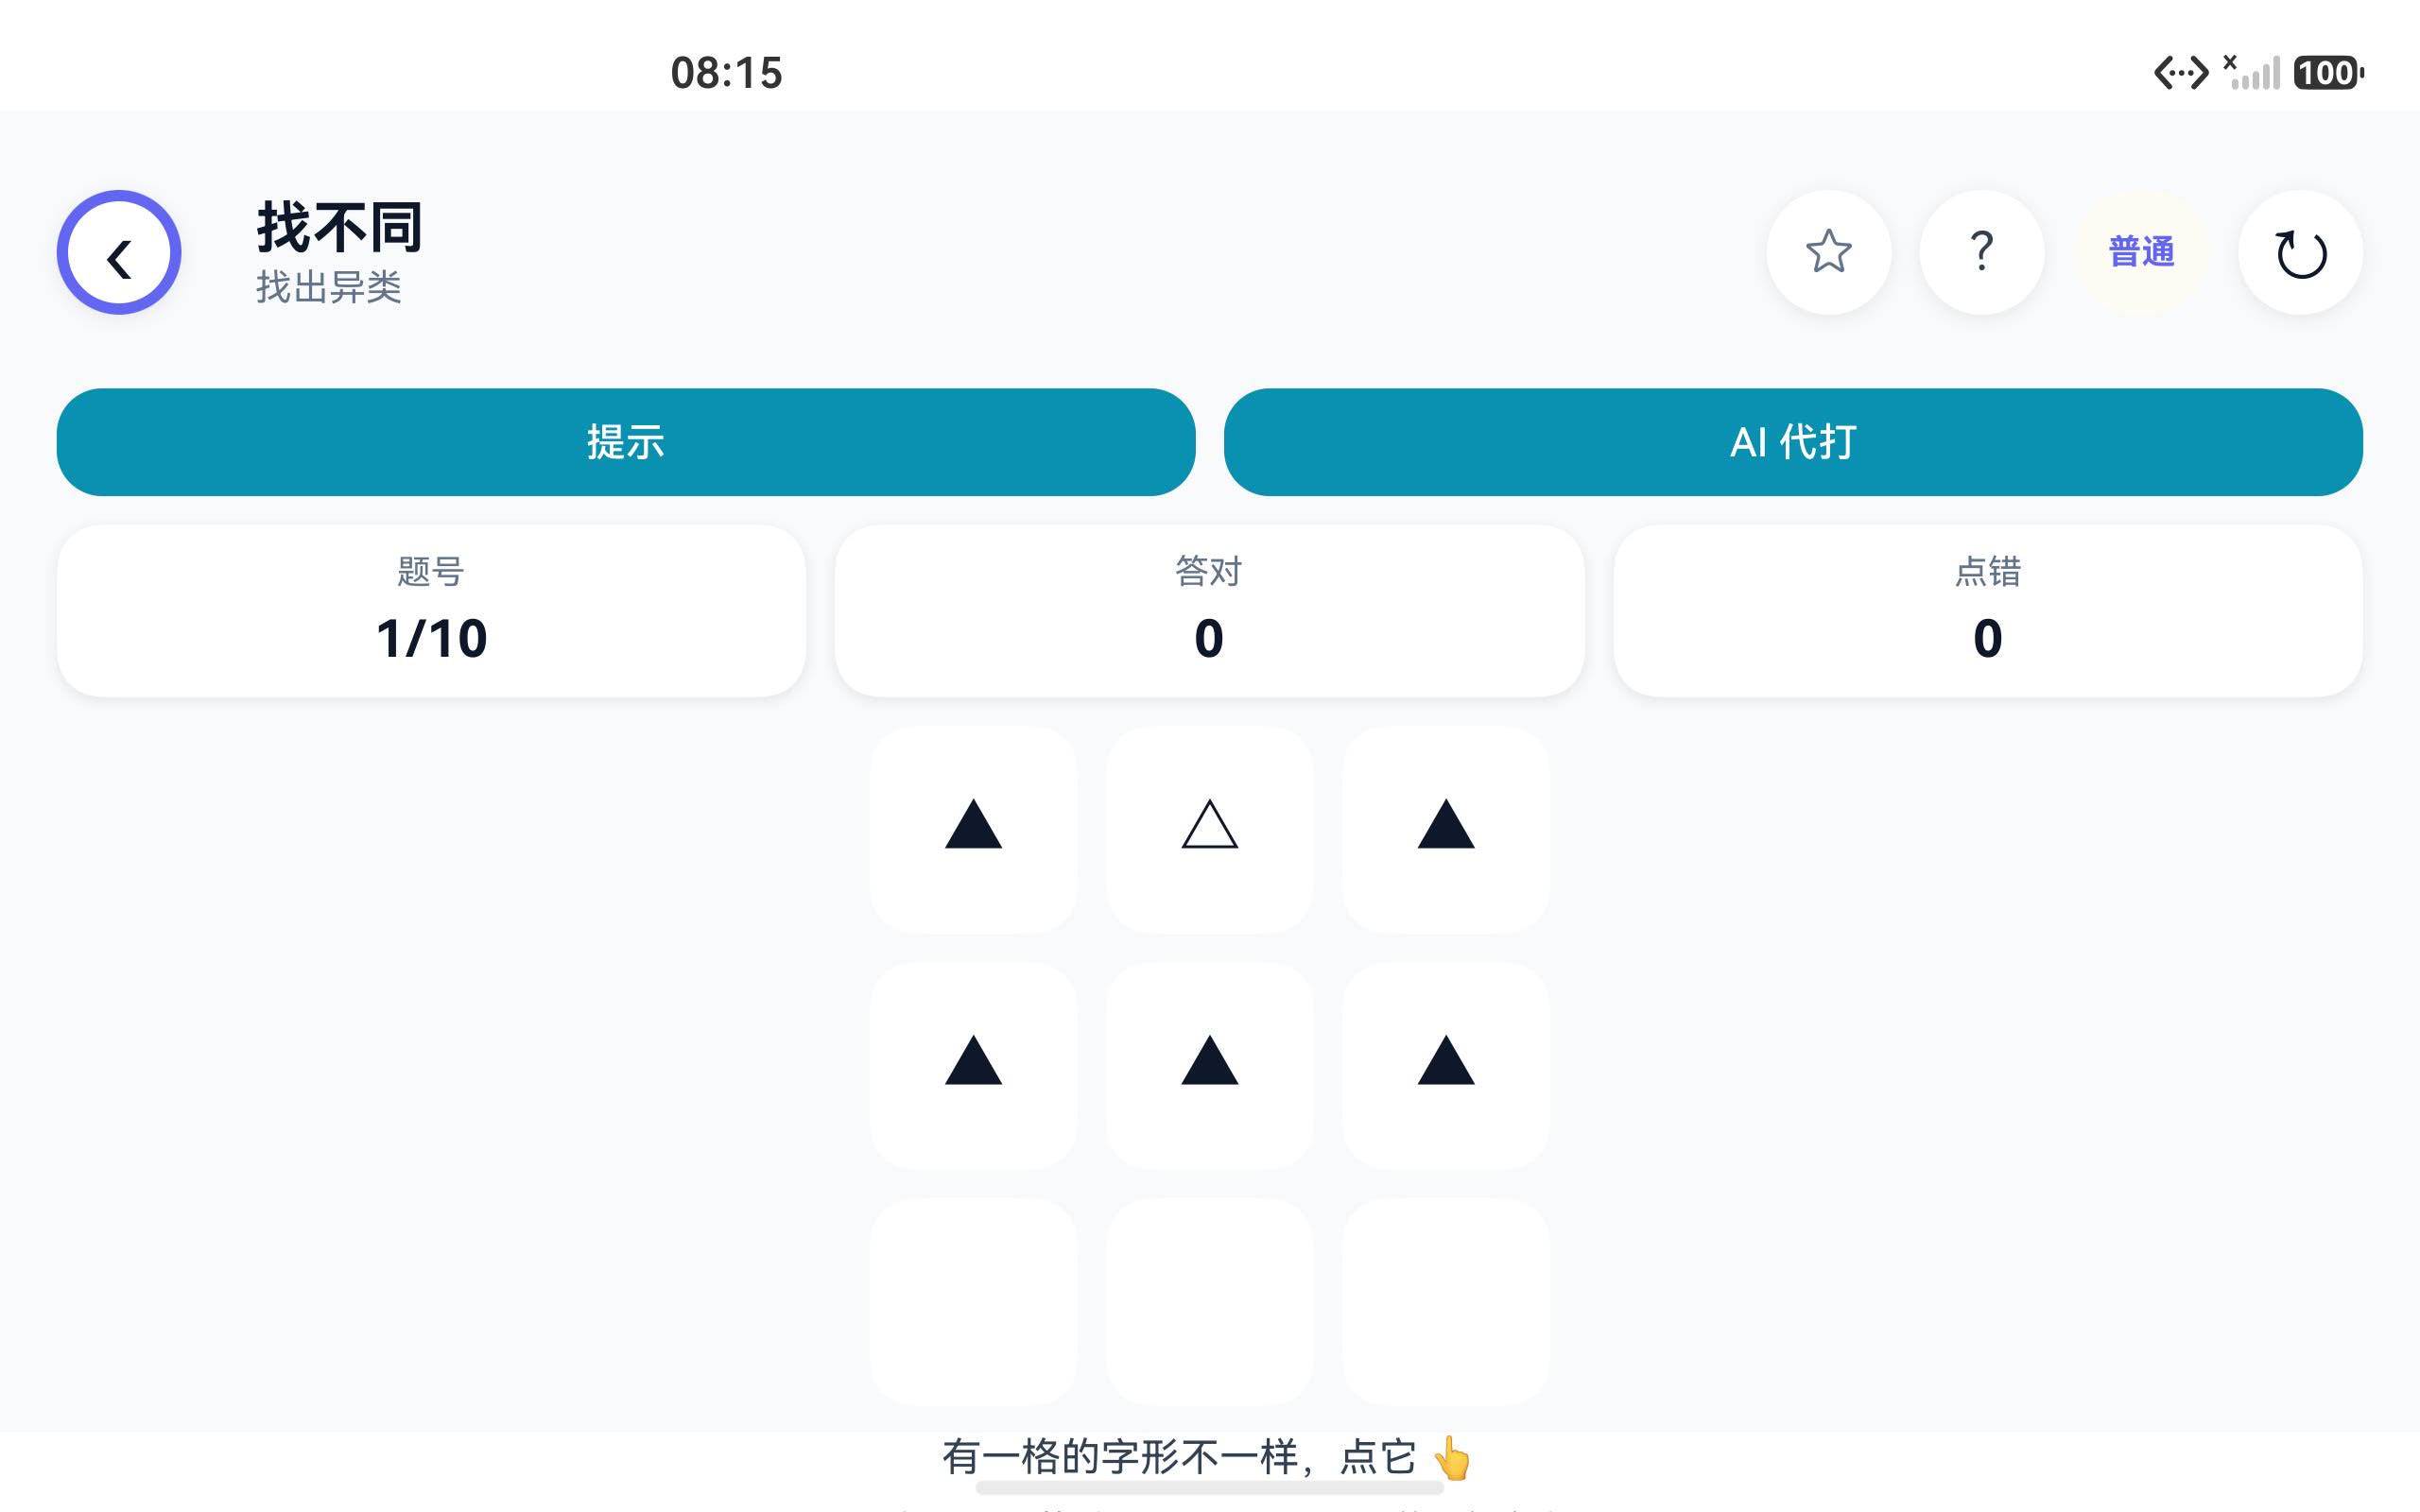 08:15
100
找不同
找出异类
?
普通
提示
AI 代打
题号
答对
点错
1/10
0
0
▲ △ ▲
▲ ▲ ▲
有一格的字形不一样，点它 👆